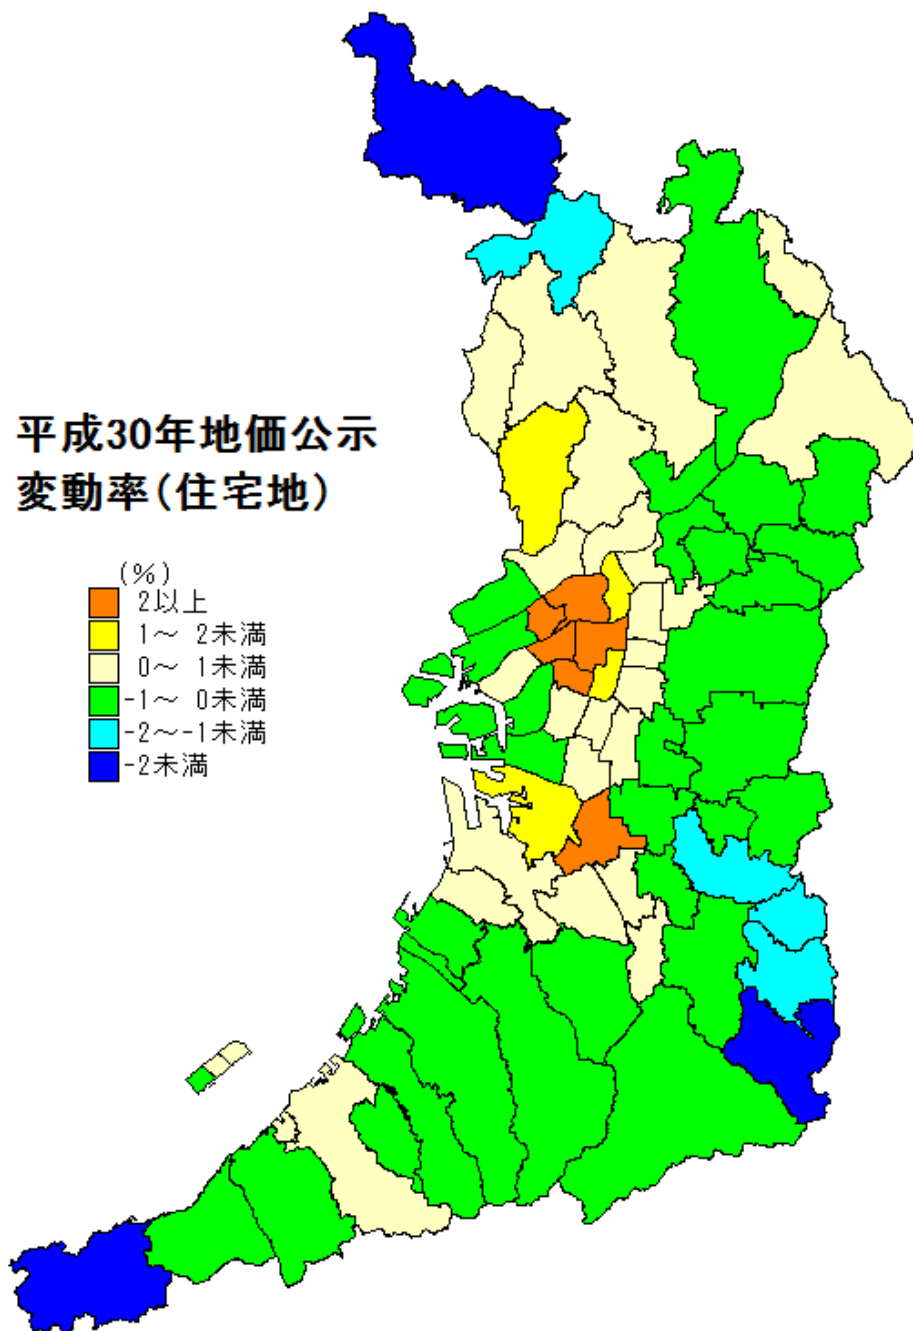 平成30年地価公示
変動率(住宅地)
(%)
2以上
1～ 2未満
0～ 1未満
-1～ 0未満
-2～-1未満
-2未満